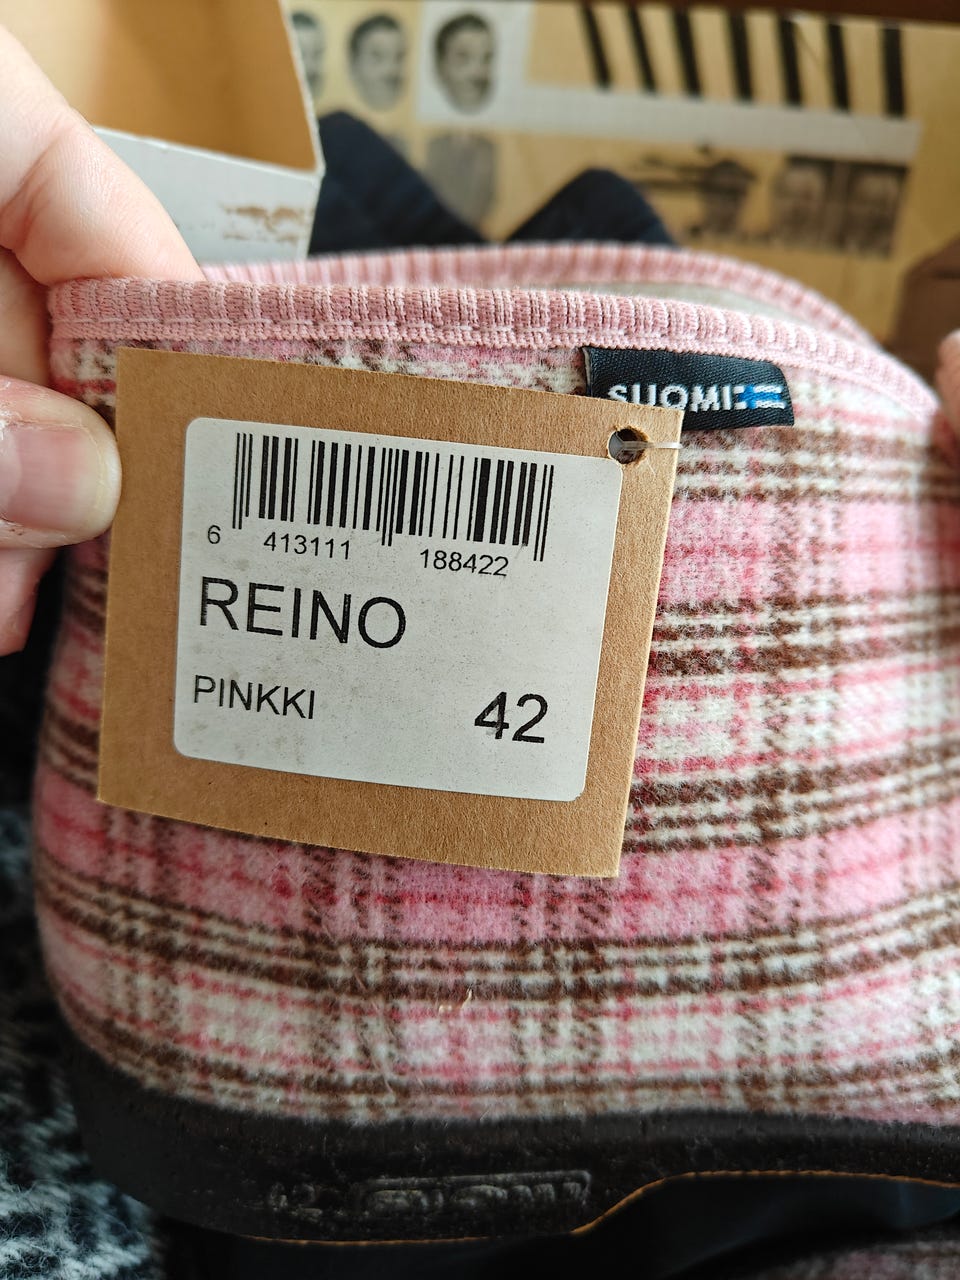 SUOMI
6 413111 188422
REINO
PINKKI 42